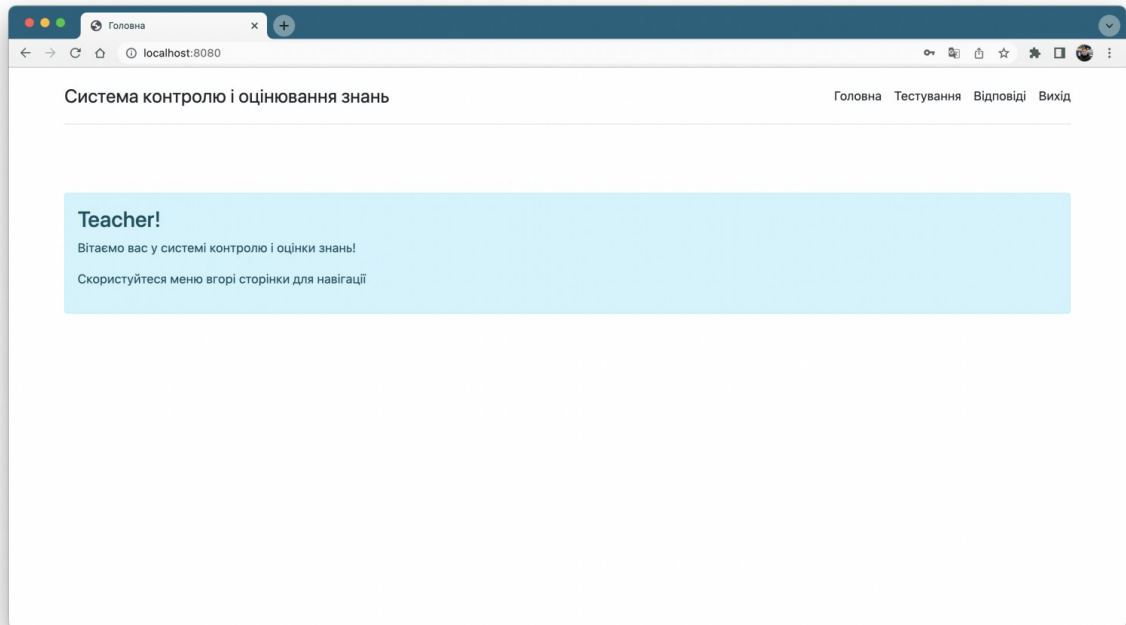 Головна
localhost:8080
Система контролю і оцінювання знань
Головна Тестування Відповіді Вихід
Teacher!
Вітаємо вас у системі контролю і оцінки знань!
Скористуйтеся меню вгорі сторінки для навігації